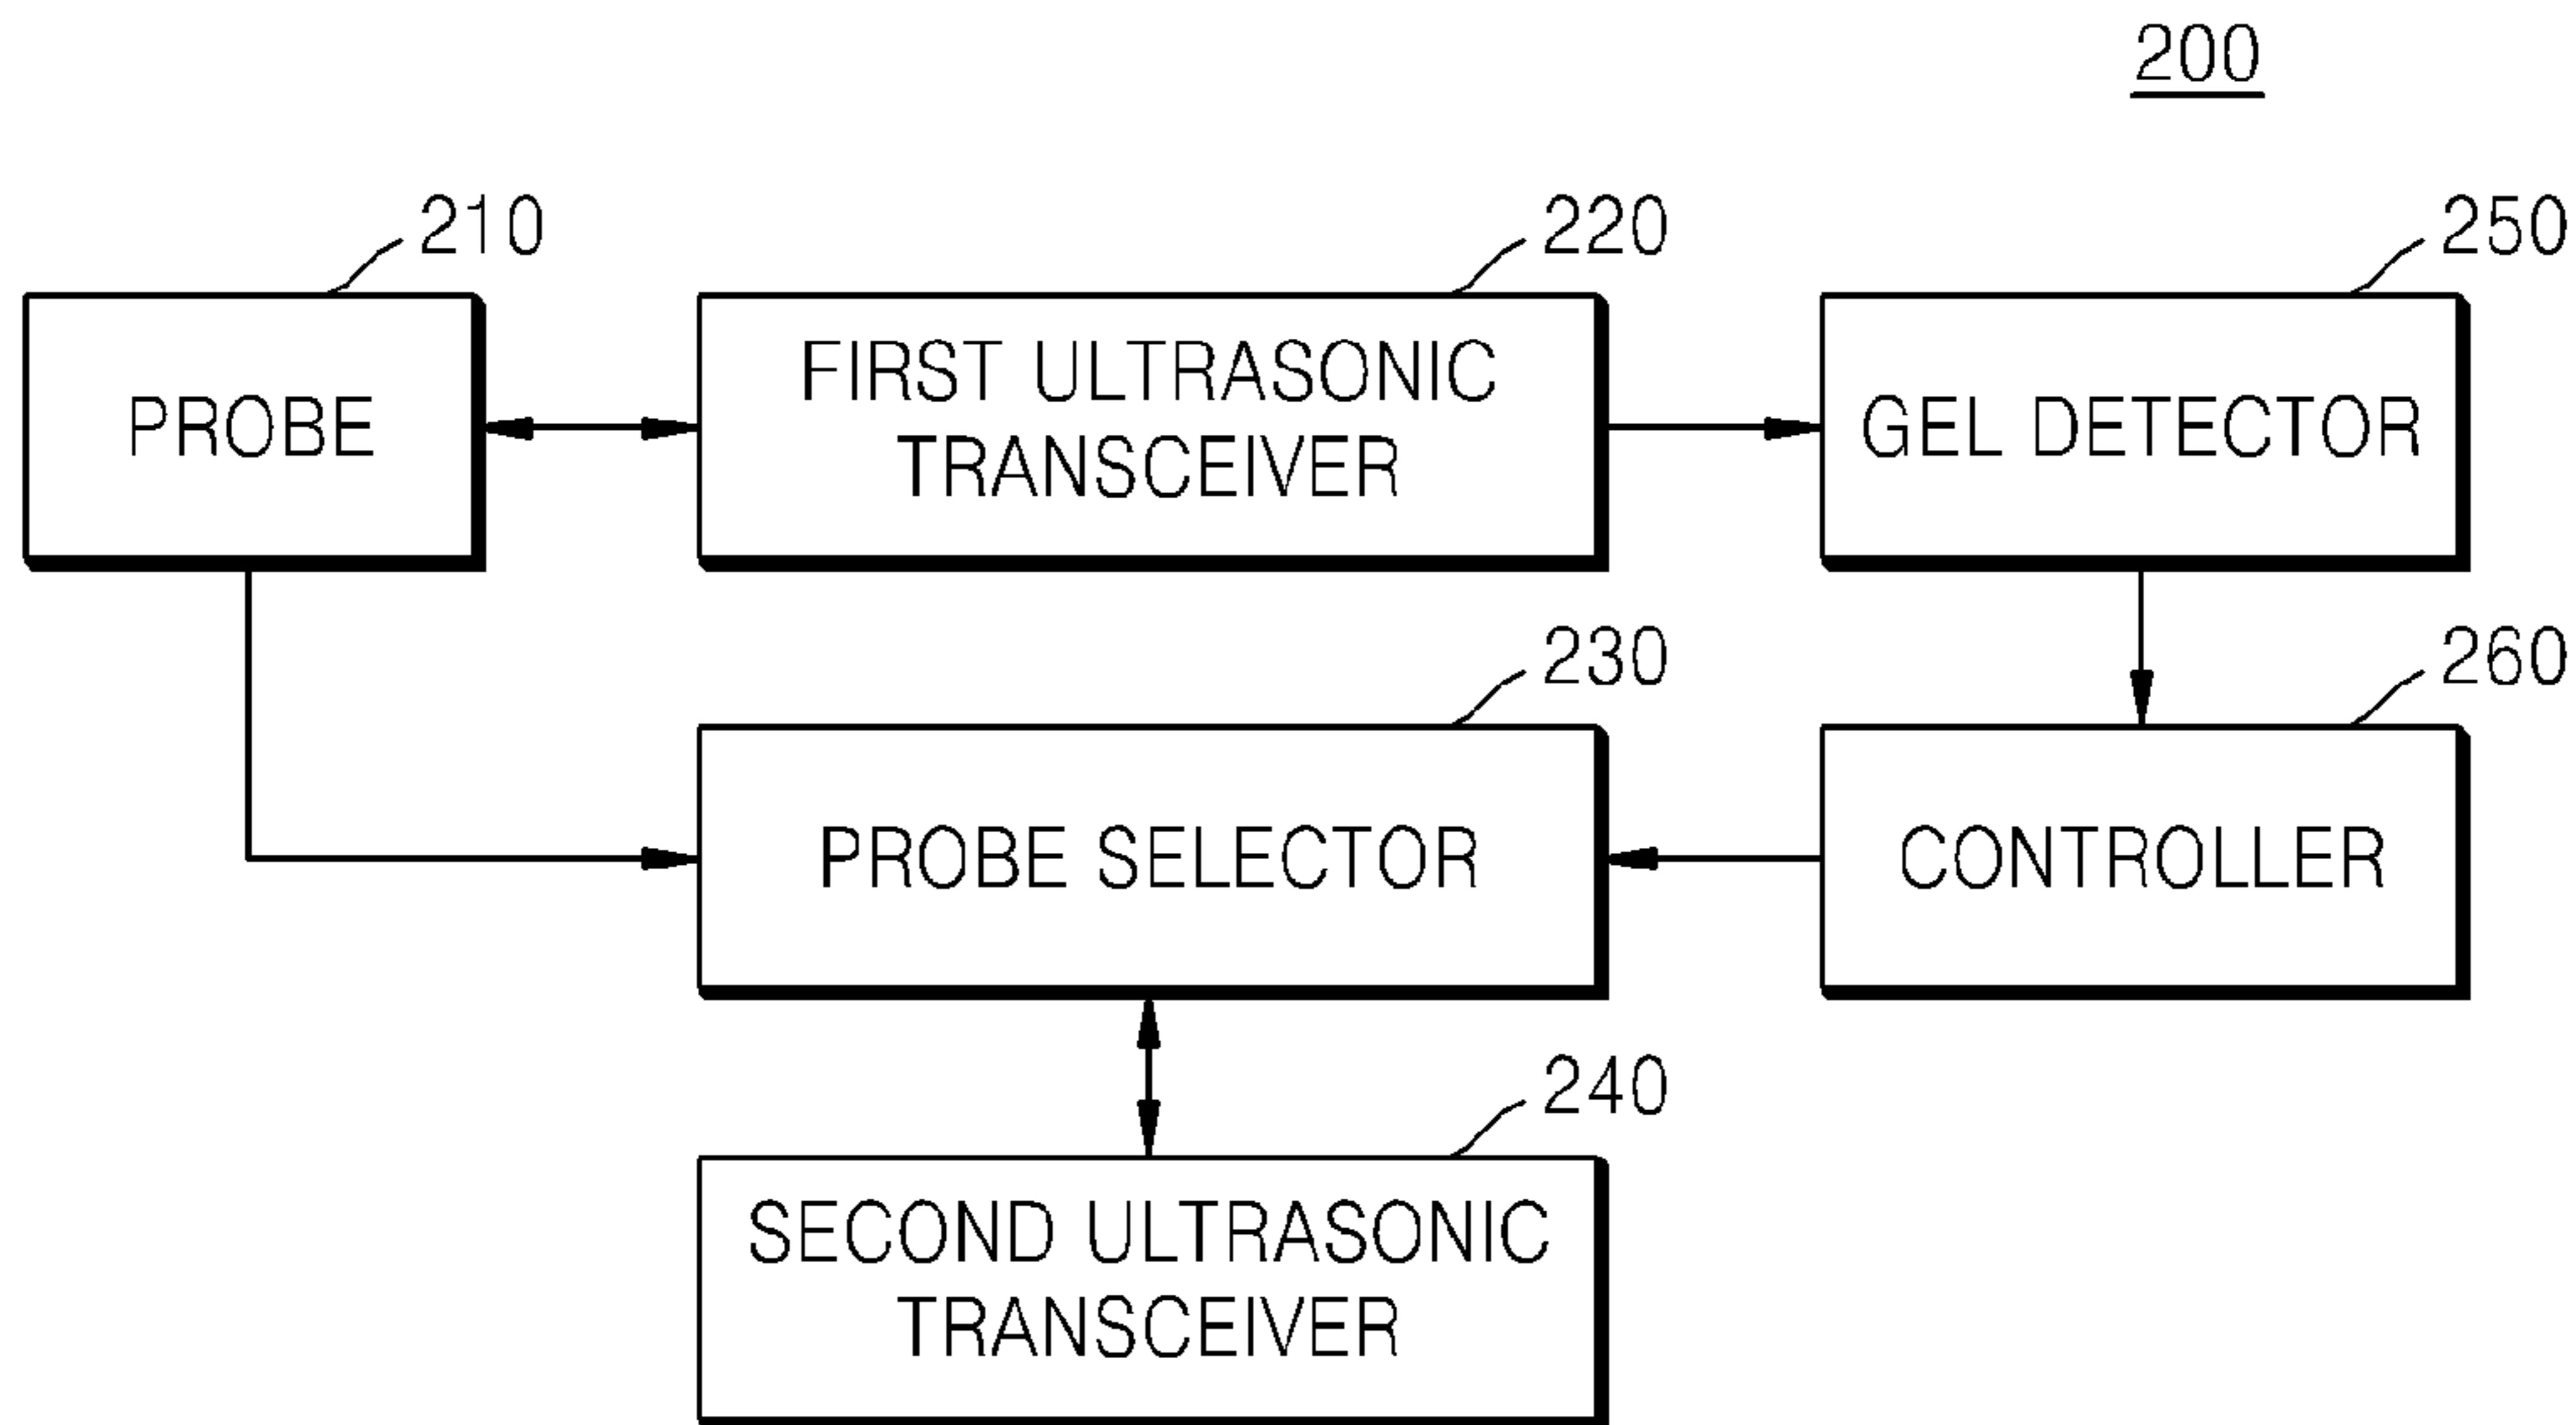 200
210
220
250
PROBE
FIRST ULTRASONIC
TRANSCEIVER
GEL DETECTOR
230
260
PROBE SELECTOR
CONTROLLER
240
SECOND ULTRASONIC
TRANSCEIVER